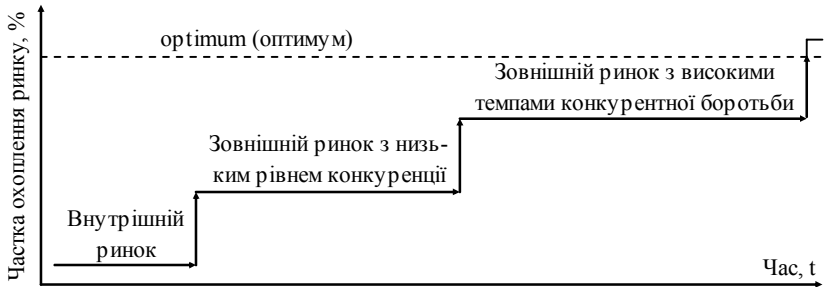 Частка охоплення ринку, %
optimum (оптимум)
Зовнішній ринок з високими
темпами конкурентної боротьби
Зовнішній ринок з низь-
ким рівнем конкуренції
Внутрішній
ринок
Час, t